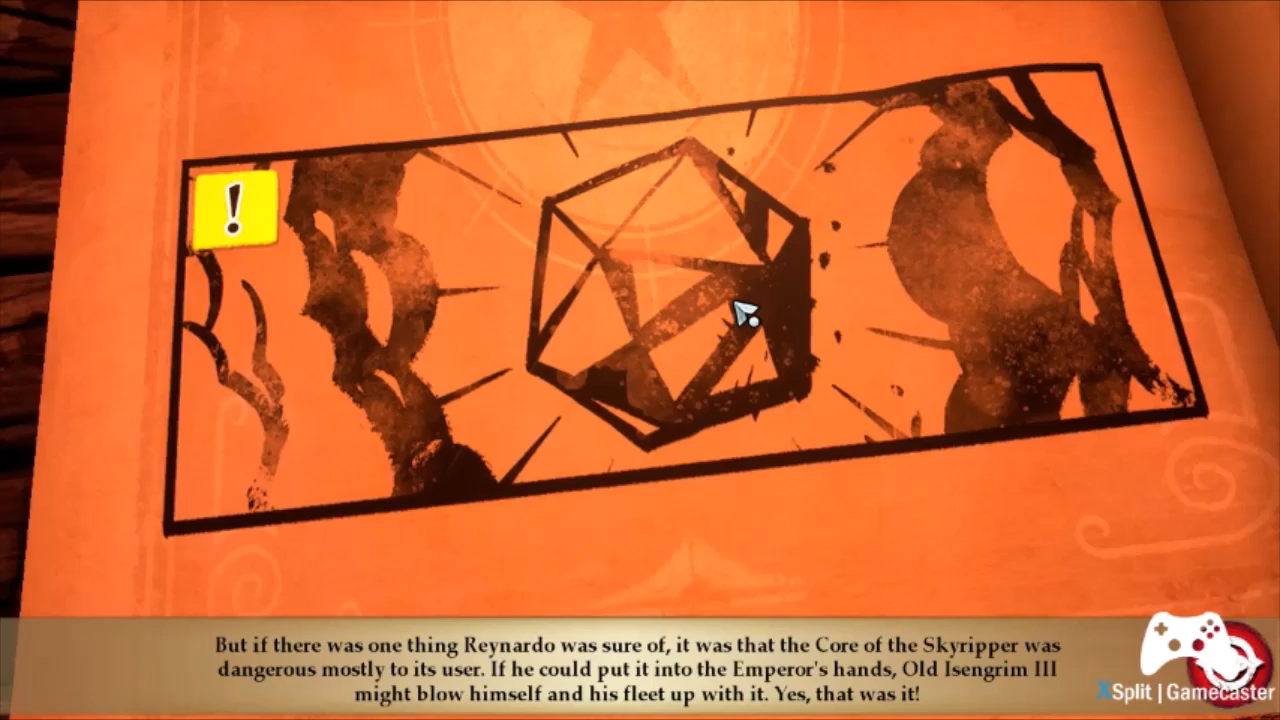 !
But if there was one thing Reynardo was sure of, it was that the Core of the Skyripper was
dangerous mostly to its user. If he could put it into the Emperor's hands, Old Isengrim III
might blow himself and his fleet up with it. Yes, that was it!
XSplit | Gamecaster